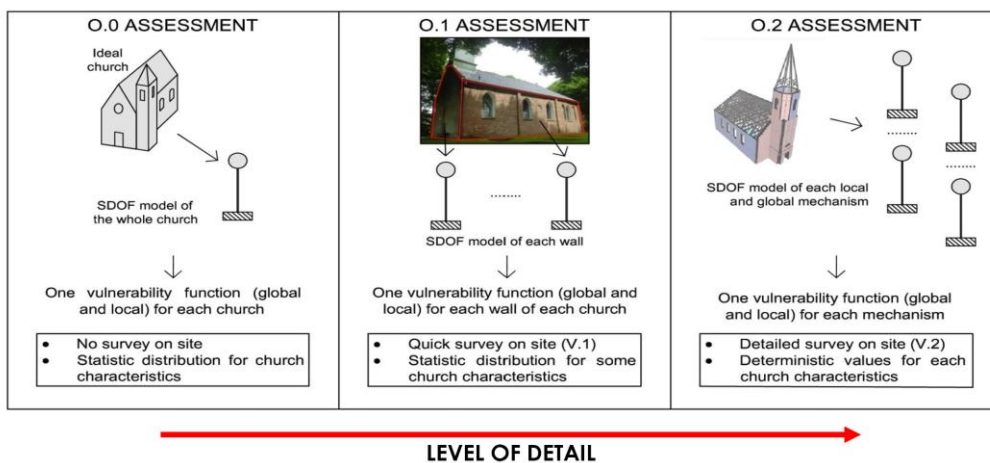 O.0 ASSESSMENT
Ideal
church
SDOF model of
the whole church
One vulnerability function (global
and local) for each church
• No survey on site
• Statistic distribution for church
characteristics
O.1 ASSESSMENT
........
SDOF model of each wall
One vulnerability function (global and
local) for each wall of each church
• Quick survey on site (V.1)
• Statistic distribution for some
church characteristics
O.2 ASSESSMENT
SDOF model of each local
and global mechanism
........
........
One vulnerability function (global
and local) for each mechanism
• Detailed survey on site (V.2)
• Deterministic values for each
church characteristics
LEVEL OF DETAIL